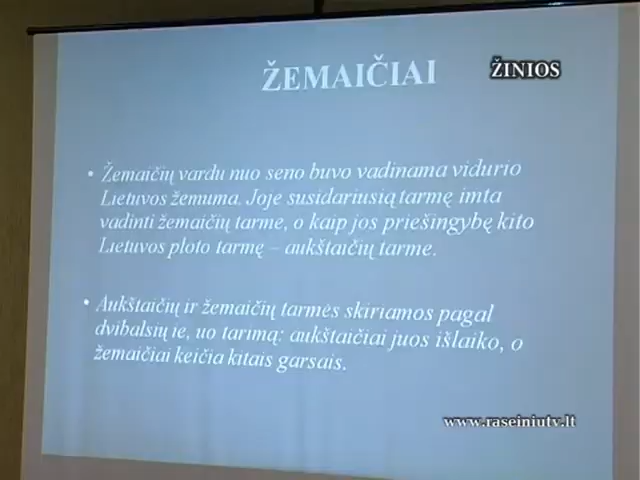 ŽEMAIČIAI
ŽINIOS
• Žemaičių vardu nuo seno buvo vadinama vidurio
Lietuvos žemuma. Joje susidariusią tarmę imta
vadinti žemaičių tarme, o kaip jos priešingybę kito
Lietuvos ploto tarmę – aukštaičių tarme.
• Aukštaičių ir žemaičių tarmės skiriamos pagal
dvibalsių ie, uo tarimą: aukštaičiai juos išlaiko, o
žemaičiai keičia kitais garsais.
www.raseiniutv.lt